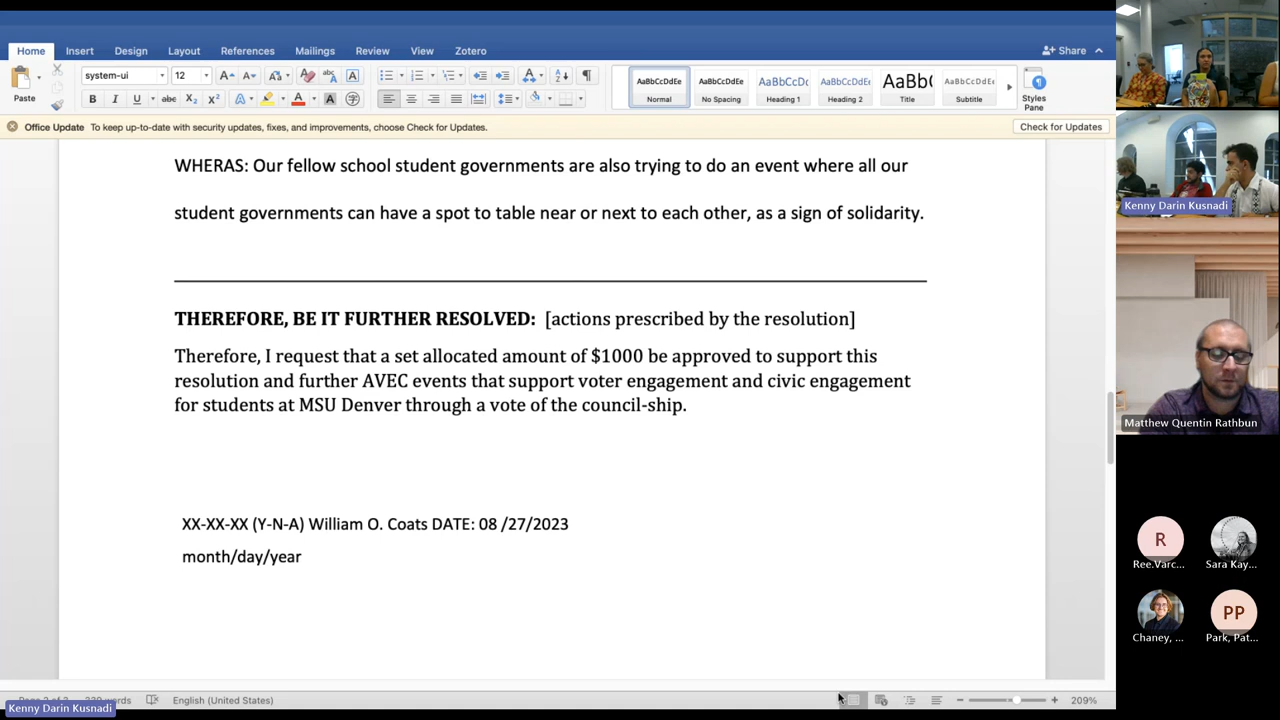 Home Insert Design Layout References Mailings Review View Zotero Share
Paste system-ui 12 AaBbCcDdEe Normal AaBbCcDdEe No Spacing AaBbCcDc Heading 1 AaBbCcDdE Heading 2 AaBb( Title AaBbCcDdE Subtitle Styles Pane
Office Update To keep up-to-date with security updates, fixes, and improvements, choose Check for Updates. Check for Updates
WHERAS: Our fellow school student governments are also trying to do an event where all our
student governments can have a spot to table near or next to each other, as a sign of solidarity.
THEREFORE, BE IT FURTHER RESOLVED: [actions prescribed by the resolution]
Therefore, I request that a set allocated amount of $1000 be approved to support this
resolution and further AVEC events that support voter engagement and civic engagement
for students at MSU Denver through a vote of the council-ship.
XX-XX-XX (Y-N-A) William O. Coats DATE: 08 /27/2023
month/day/year
English (United States) 209%
Kenny Darin Kusnadi
Kenny Darin Kusnadi
Matthew Quentin Rathbun
R
Ree.Varc... Sara Kay...
PP
Chaney, ... Park, Pat...